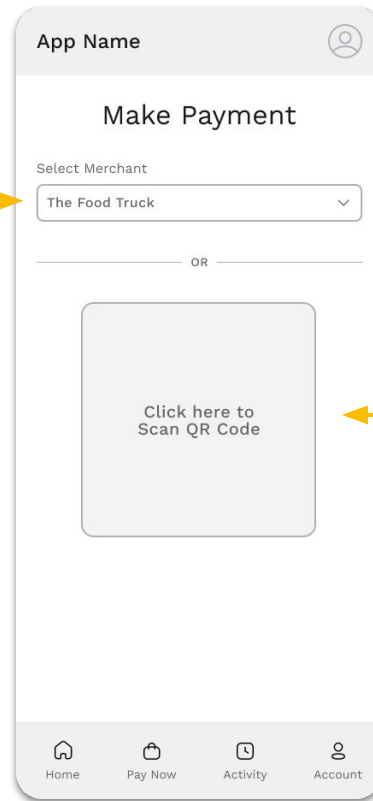 App Name
Make Payment
Select Merchant
The Food Truck
OR
Click here to
Scan QR Code
Home
Pay Now
Activity
Account